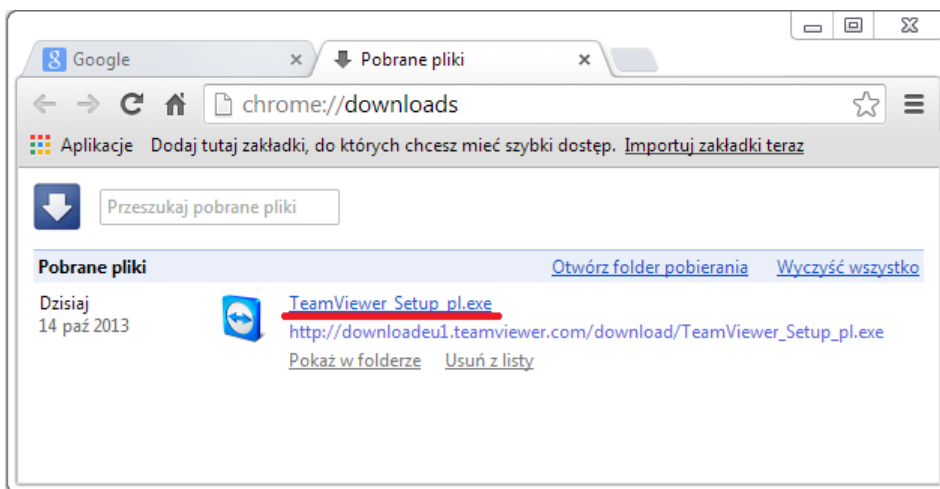 Google
Pobrane pliki
chrome://downloads
Aplikacje Dodaj tutaj zakładki, do których chcesz mieć szybki dostęp. Importuj zakładki teraz
Przeszukaj pobrane pliki
Pobrane pliki Otwórz folder pobierania Wyczyść wszystko
Dzisiaj TeamViewer_Setup_pl.exe
14 paź 2013 http://downloadeu1.teamviewer.com/download/TeamViewer_Setup_pl.exe
Pokaż w folderze Usuń z listy